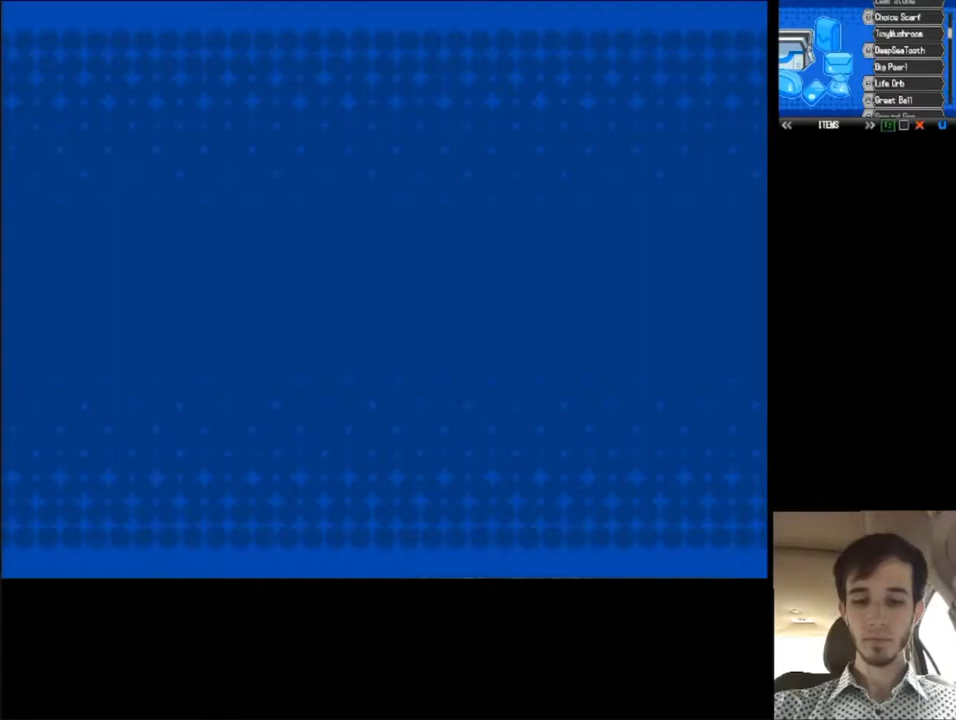 Choice Scarf
TinyMushroom
DeepSeaTooth
Big Pearl
Life Orb
Great Ball
ITEMS